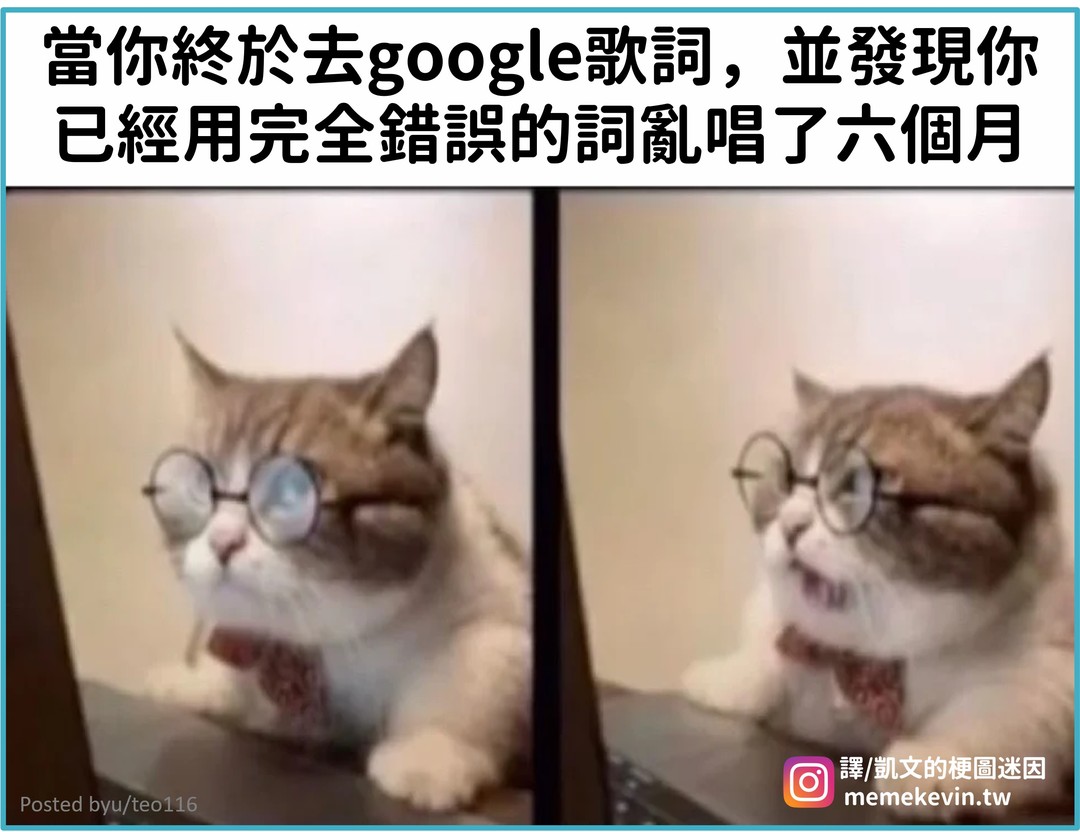 當你終於去google歌詞，並發現你
已經用完全錯誤的詞亂唱了六個月
Posted byu/teo116
譯/凱文的梗圖迷因
memekevin.tw